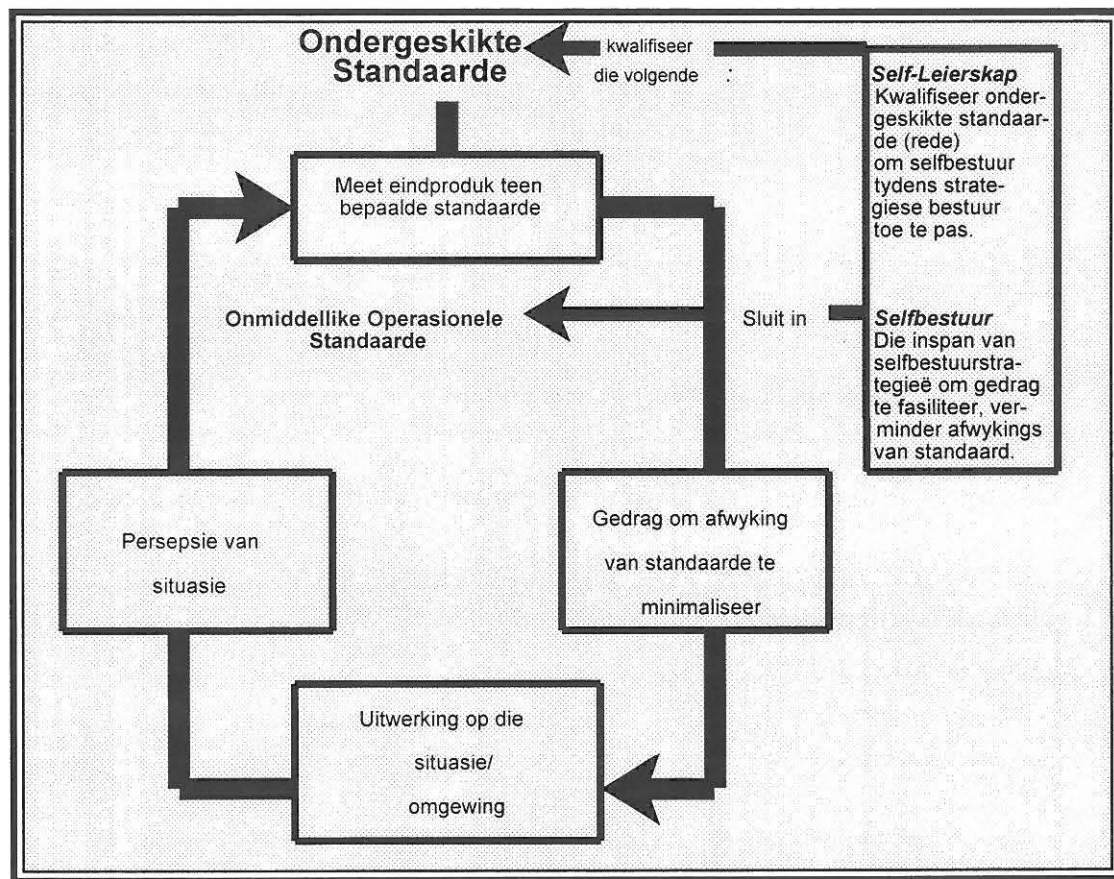 Ondergeskikte
Standaarde
kwalifiseer
die volgende :
Self-Leierskap
Kwalifiseer onder-
geskikte standaar-
de (rede)
om selfbestuur
tydens strate-
giese bestuur
toe te pas.
Meet eindproduk teen
bepaalde standaarde
Onmiddellike Operasionele
Standaarde
Sluit in
Selfbestuur
Die inspan van
selfbestuurstra-
tegieë om gedrag
te fasiliteer, ver-
minder afwykings
van standaard.
Persepsie van
situasie
Gedrag om afwyking
van standaarde te
minimaliseer
Uitwerking op die
situasie/
omgewing